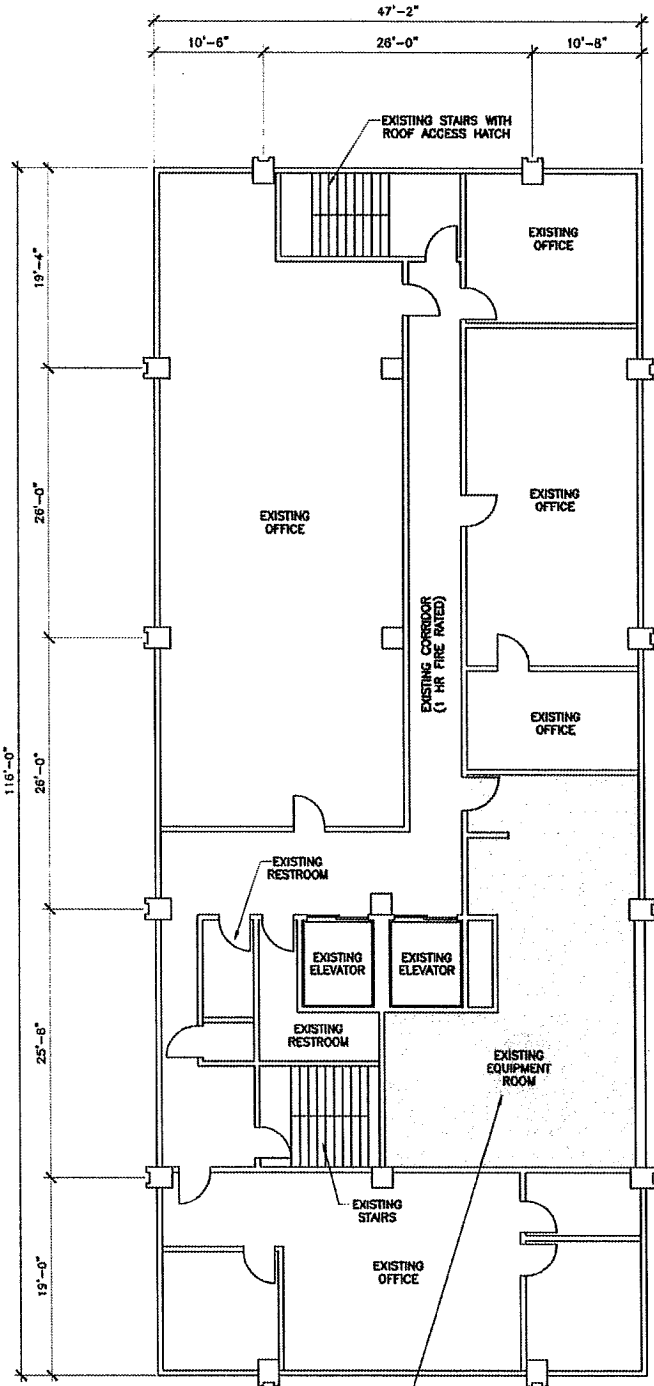 47'-2"
10'-6"
26'-0"
10'-8"
EXISTING STAIRS WITH
ROOF ACCESS HATCH
EXISTING
OFFICE
19'-4"
EXISTING
OFFICE
26'-0"
EXISTING
OFFICE
EXISTING CORRIDOR
(1 HR FIRE RATED)
EXISTING
OFFICE
116'-0"
26'-0"
EXISTING
RESTROOM
EXISTING
ELEVATOR
EXISTING
ELEVATOR
EXISTING
RESTROOM
EXISTING
EQUIPMENT
ROOM
25'-8"
EXISTING
STAIRS
EXISTING
OFFICE
19'-0"